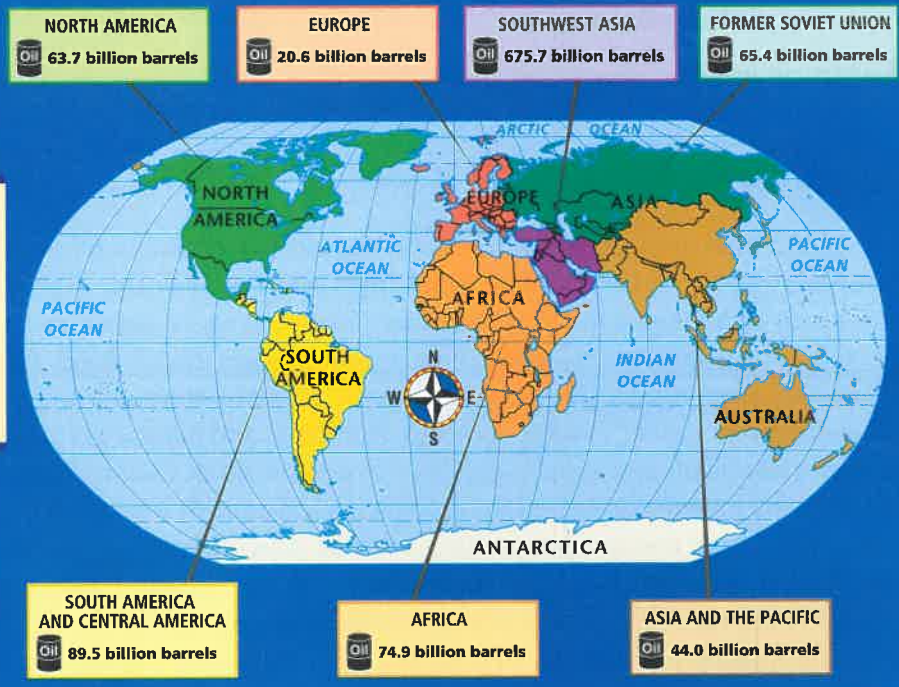 NORTH AMERICA
Oil 63.7 billion barrels
EUROPE
Oil 20.6 billion barrels
SOUTHWEST ASIA
Oil 675.7 billion barrels
FORMER SOVIET UNION
Oil 65.4 billion barrels
ARCTIC OCEAN
NORTH
AMERICA
EUROPE
ASIA
ATLANTIC
OCEAN
PACIFIC
OCEAN
AFRICA
PACIFIC
OCEAN
SOUTH
AMERICA
N
W E
S
INDIAN
OCEAN
AUSTRALIA
ANTARCTICA
SOUTH AMERICA
AND CENTRAL AMERICA
Oil 89.5 billion barrels
AFRICA
Oil 74.9 billion barrels
ASIA AND THE PACIFIC
Oil 44.0 billion barrels